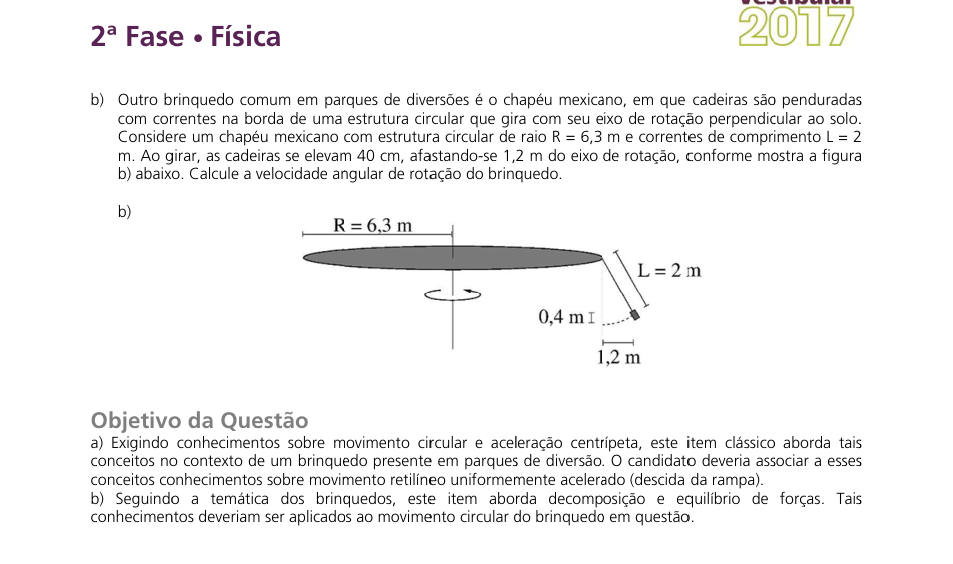 Vestibular
2ª Fase • Física
2017
b) Outro brinquedo comum em parques de diversões é o chapéu mexicano, em que cadeiras são penduradas
com correntes na borda de uma estrutura circular que gira com seu eixo de rotação perpendicular ao solo.
Considere um chapéu mexicano com estrutura circular de raio R = 6,3 m e correntes de comprimento L = 2
m. Ao girar, as cadeiras se elevam 40 cm, afastando-se 1,2 m do eixo de rotação, conforme mostra a figura
b) abaixo. Calcule a velocidade angular de rotação do brinquedo.
b)
R = 6,3 m
L = 2 m
0,4 m
1,2 m
Objetivo da Questão
a) Exigindo conhecimentos sobre movimento circular e aceleração centrípeta, este item clássico aborda tais
conceitos no contexto de um brinquedo presente em parques de diversão. O candidato deveria associar a esses
conceitos conhecimentos sobre movimento retilíneo uniformemente acelerado (descida da rampa).
b) Seguindo a temática dos brinquedos, este item aborda decomposição e equilíbrio de forças. Tais
conhecimentos deveriam ser aplicados ao movimento circular do brinquedo em questão.